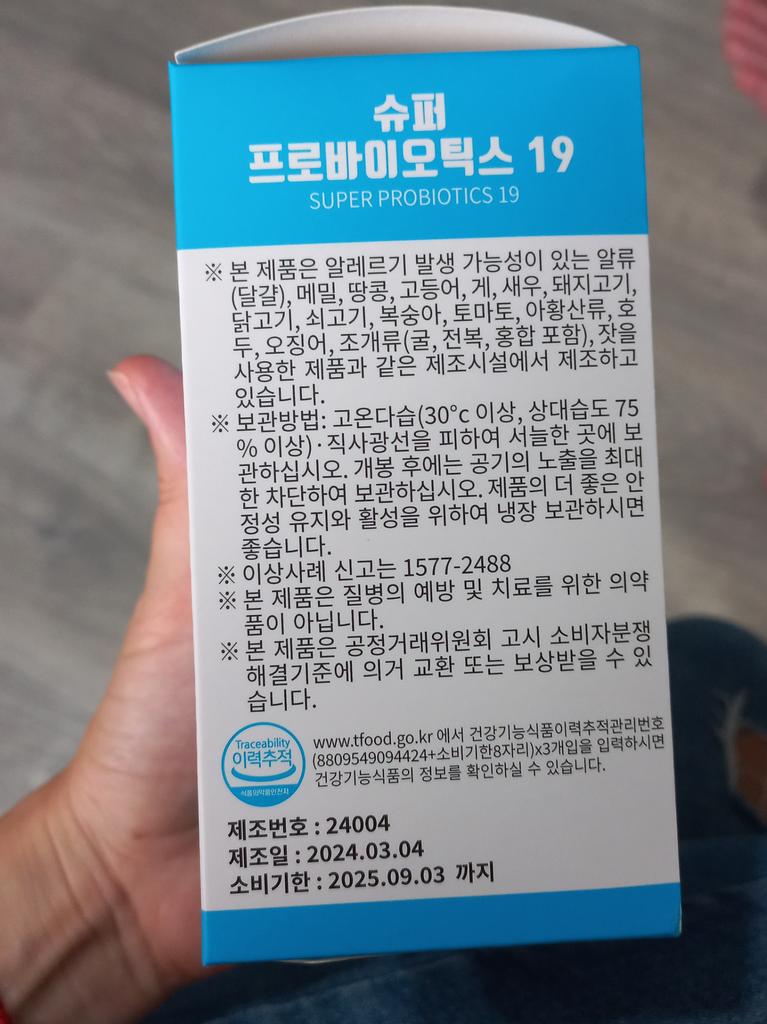 슈퍼
프로바이오틱스 19
SUPER PROBIOTICS 19
※ 본 제품은 알레르기 발생 가능성이 있는 알류
(달걀), 메밀, 땅콩, 고등어, 게, 새우, 돼지고기,
닭고기, 쇠고기, 복숭아, 토마토, 아황산류, 호
두, 오징어, 조개류(굴, 전복, 홍합 포함), 잣을
사용한 제품과 같은 제조시설에서 제조하고
있습니다.
※ 보관방법: 고온다습(30°c 이상, 상대습도 75
% 이상)·직사광선을 피하여 서늘한 곳에 보
관하십시오. 개봉 후에는 공기의 노출을 최대
한 차단하여 보관하십시오. 제품의 더 좋은 안
정성 유지와 활성을 위하여 냉장 보관하시면
좋습니다.
※ 이상사례 신고는 1577-2488
※ 본 제품은 질병의 예방 및 치료를 위한 의약
품이 아닙니다.
※ 본 제품은 공정거래위원회 고시 소비자분쟁
해결기준에 의거 교환 또는 보상받을 수 있
습니다.
Traceability
이력추적
식품의약품안전처
www.tfood.go.kr 에서 건강기능식품이력추적관리번호
(8809549094424+소비기한8자리)x3개입을 입력하시면
건강기능식품의 정보를 확인하실 수 있습니다.
제조번호 : 24004
제조일 : 2024.03.04
소비기한 : 2025.09.03 까지